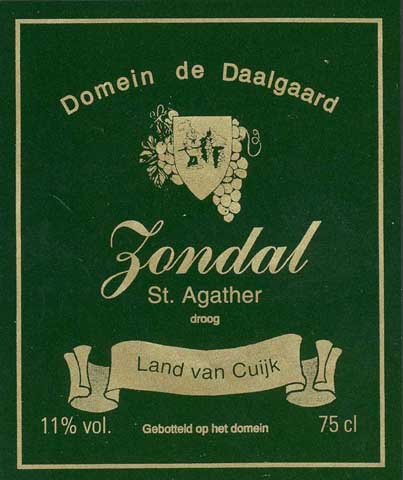 Domein de Daalgaard
Zondal
St. Agather
droog
Land van Cuijk
11% vol.
Gebotteld op het domein
75 cl